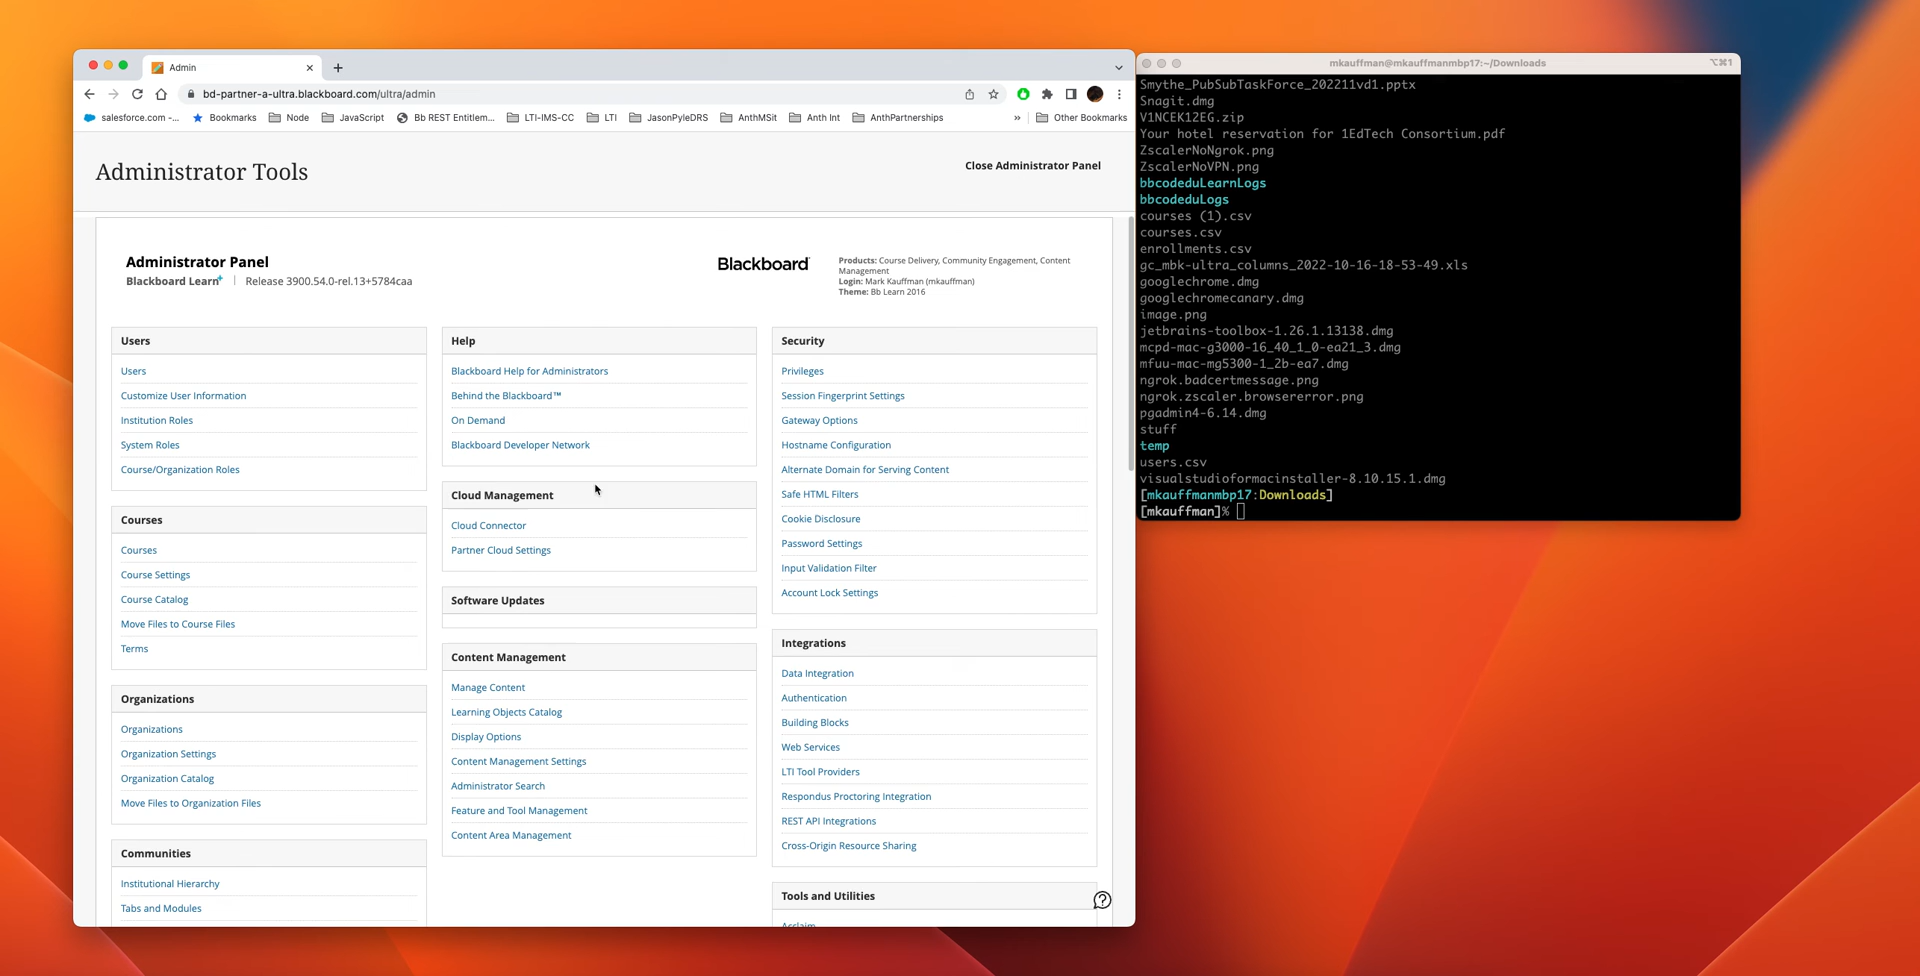 Admin
bd-partner-a-ultra.blackboard.com/ultra/admin
salesforce.com -... Bookmarks Node JavaScript Bb REST Entitlem... LTI-IMS-CC LTI JasonPyleDRS AnthMSit Anth Int AnthPartnerships » Other Bookmarks
Administrator Tools
Close Administrator Panel
Administrator Panel
Blackboard Learn+ | Release 3900.54.0-rel.13+5784caa
Blackboard
Products: Course Delivery, Community Engagement, Content
Management
Login: Mark Kauffman (mkauffman)
Theme: Bb Learn 2016
Users
Users
Customize User Information
Institution Roles
System Roles
Course/Organization Roles
Courses
Courses
Course Settings
Course Catalog
Move Files to Course Files
Terms
Organizations
Organizations
Organization Settings
Organization Catalog
Move Files to Organization Files
Communities
Institutional Hierarchy
Tabs and Modules
Help
Blackboard Help for Administrators
Behind the Blackboard™
On Demand
Blackboard Developer Network
Cloud Management
Cloud Connector
Partner Cloud Settings
Software Updates
Content Management
Manage Content
Learning Objects Catalog
Display Options
Content Management Settings
Administrator Search
Feature and Tool Management
Content Area Management
Security
Privileges
Session Fingerprint Settings
Gateway Options
Hostname Configuration
Alternate Domain for Serving Content
Safe HTML Filters
Cookie Disclosure
Password Settings
Input Validation Filter
Account Lock Settings
Integrations
Data Integration
Authentication
Building Blocks
Web Services
LTI Tool Providers
Respondus Proctoring Integration
REST API Integrations
Cross-Origin Resource Sharing
Tools and Utilities
Acclaim
mkauffman@mkauffmanmbp17:~/Downloads
⌥⌘1
Smythe_PubSubTaskForce_202211vd1.pptx
Snagit.dmg
V1NCEK12EG.zip
Your hotel reservation for 1EdTech Consortium.pdf
ZscalerNoNgrok.png
ZscalerNoVPN.png
bbcodeduLearnLogs
bbcodeduLogs
courses (1).csv
courses.csv
enrollments.csv
gc_mbk-ultra_columns_2022-10-16-18-53-49.xls
googlechrome.dmg
googlechromecanary.dmg
image.png
jetbrains-toolbox-1.26.1.13138.dmg
mcpd-mac-g3000-16_40_1_0-ea21_3.dmg
mfuu-mac-mg5300-1_2b-ea7.dmg
ngrok.badcertmessage.png
ngrok.zscaler.browsererror.png
pgadmin4-6.14.dmg
stuff
temp
users.csv
visualstudioformacinstaller-8.10.15.1.dmg
[mkauffmanmbp17:Downloads]
[mkauffman]%